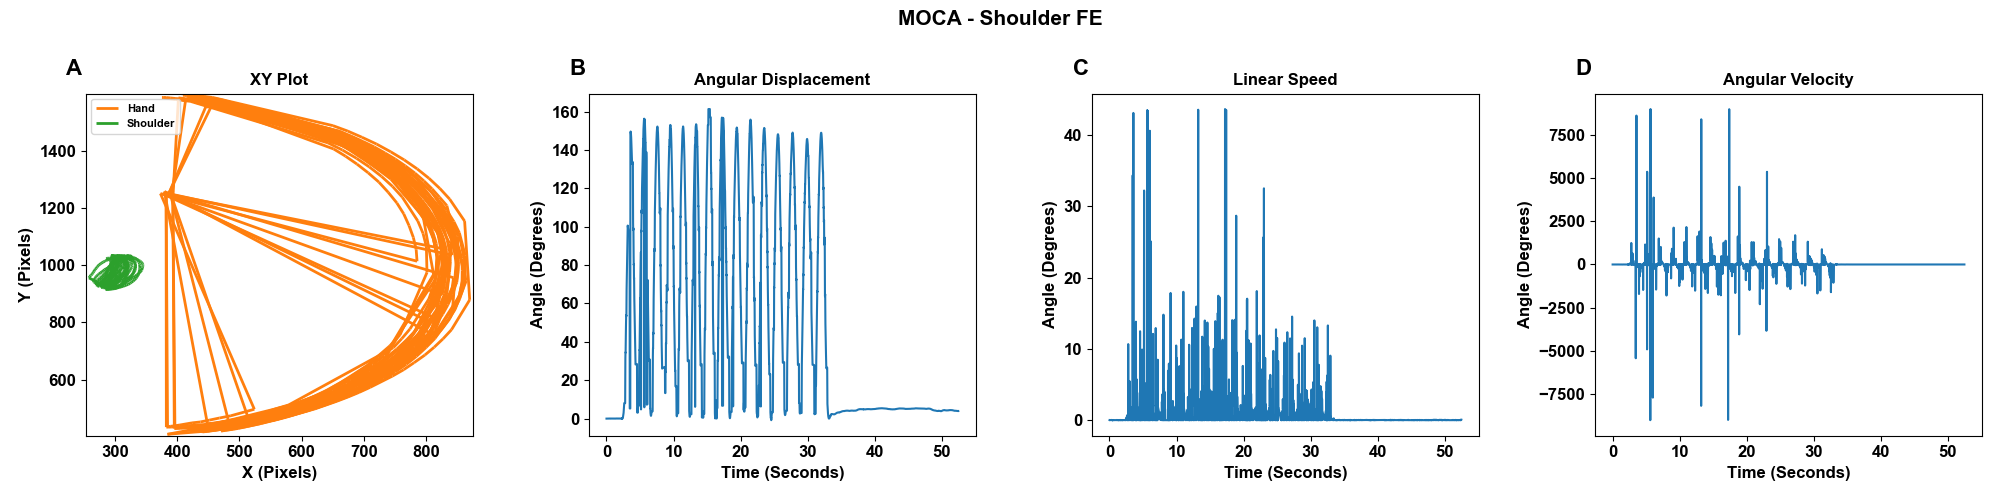 MOCA - Shoulder FE
A
XY Plot
Hand
Shoulder
1400
1200
1000
800
600
Y (Pixels)
300
400
500
600
700
800
X (Pixels)
B
Angular Displacement
160
140
120
100
80
60
40
20
0
Angle (Degrees)
0
10
20
30
40
50
Time (Seconds)
C
Linear Speed
40
30
20
10
0
Angle (Degrees)
0
10
20
30
40
50
Time (Seconds)
D
Angular Velocity
7500
5000
2500
0
−2500
−5000
−7500
Angle (Degrees)
0
10
20
30
40
50
Time (Seconds)